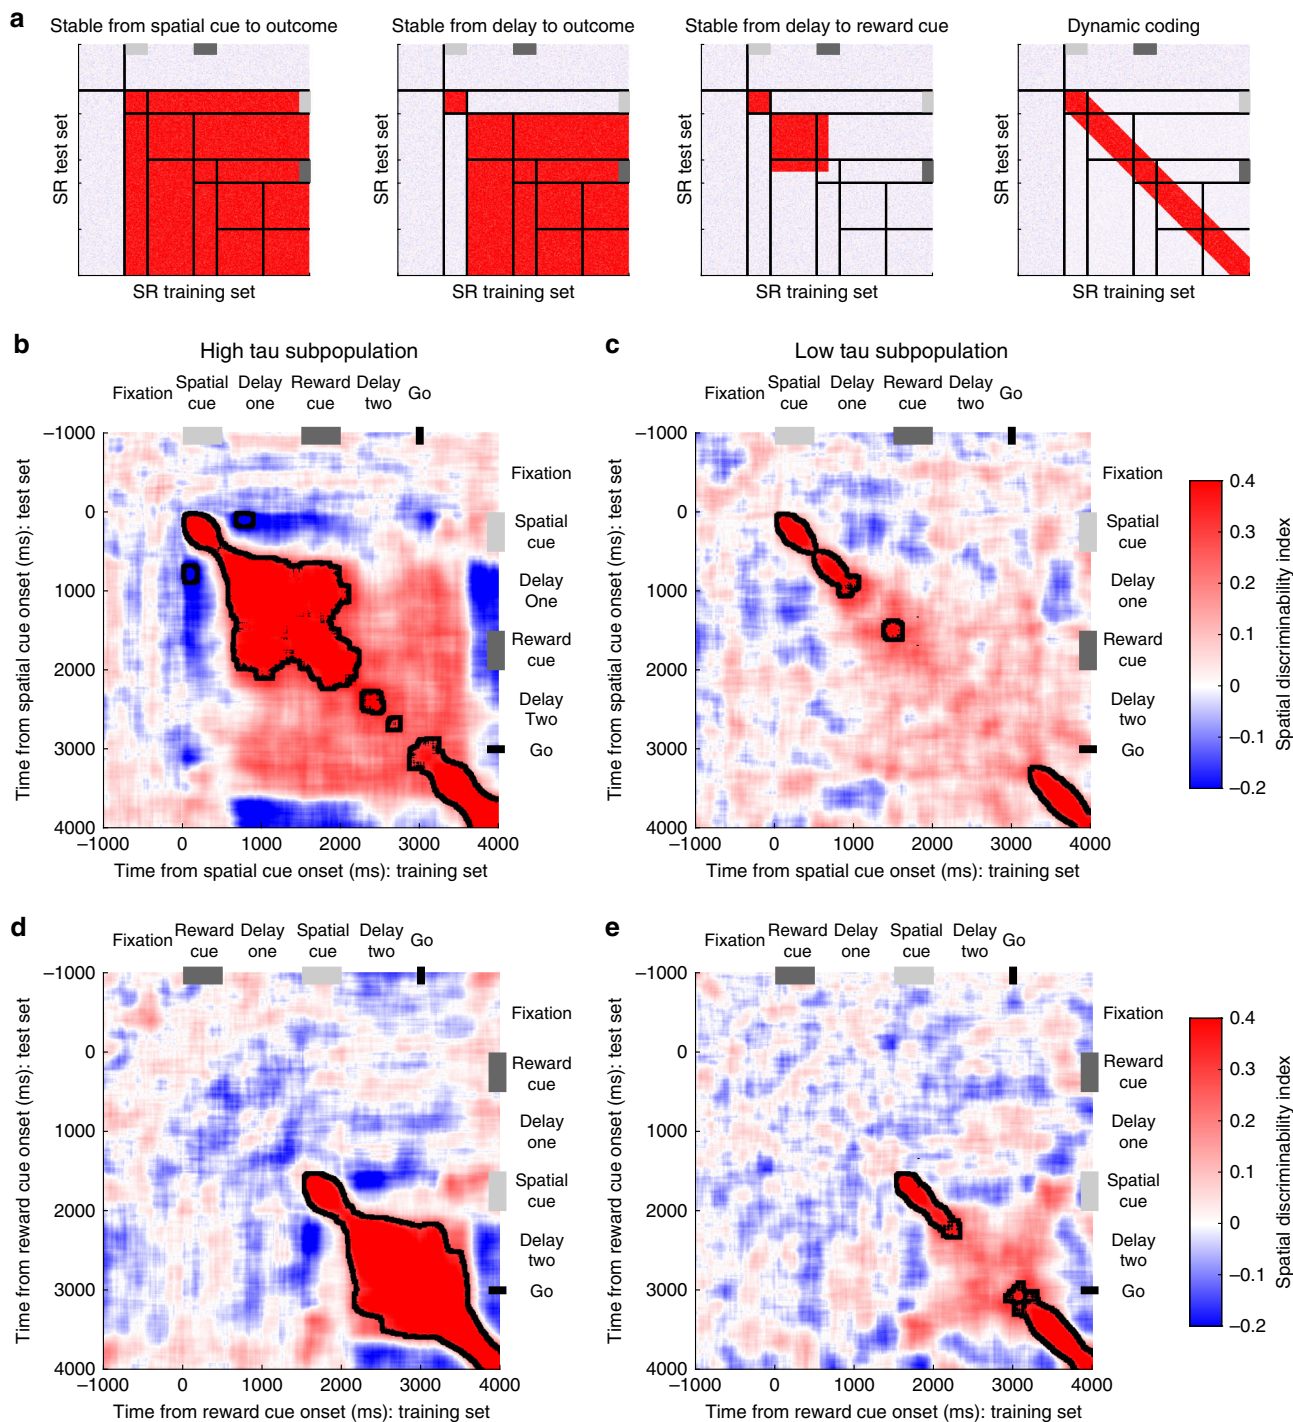 a
Stable from spatial cue to outcome
Stable from delay to outcome
Stable from delay to reward cue
Dynamic coding
SR test set
SR test set
SR test set
SR test set
SR training set
SR training set
SR training set
SR training set
b
High tau subpopulation
Fixation
Spatial cue
Delay one
Reward cue
Delay two
Go
Time from spatial cue onset (ms): test set
−1000
0
1000
2000
3000
4000
Fixation
Spatial cue
Delay One
Reward cue
Delay Two
Go
−1000 0 1000 2000 3000 4000
Time from spatial cue onset (ms): training set
c
Low tau subpopulation
Fixation
Spatial cue
Delay one
Reward cue
Delay two
Go
Time from spatial cue onset (ms): test set
−1000
0
1000
2000
3000
4000
Fixation
Spatial cue
Delay one
Reward cue
Delay two
Go
−1000 0 1000 2000 3000 4000
Time from spatial cue onset (ms): training set
0.4
0.3
0.2
0.1
0
−0.1
−0.2
Spatial discriminability index
d
Fixation
Reward cue
Delay one
Spatial cue
Delay two
Go
Time from reward cue onset (ms): test set
−1000
0
1000
2000
3000
4000
Fixation
Reward cue
Delay one
Spatial cue
Delay two
Go
−1000 0 1000 2000 3000 4000
Time from reward cue onset (ms): training set
e
Fixation
Reward cue
Delay one
Spatial cue
Delay two
Go
Time from reward cue onset (ms): test set
−1000
0
1000
2000
3000
4000
Fixation
Reward cue
Delay one
Spatial cue
Delay two
Go
−1000 0 1000 2000 3000 4000
Time from reward cue onset (ms): training set
0.4
0.3
0.2
0.1
0
−0.1
−0.2
Spatial discriminability index